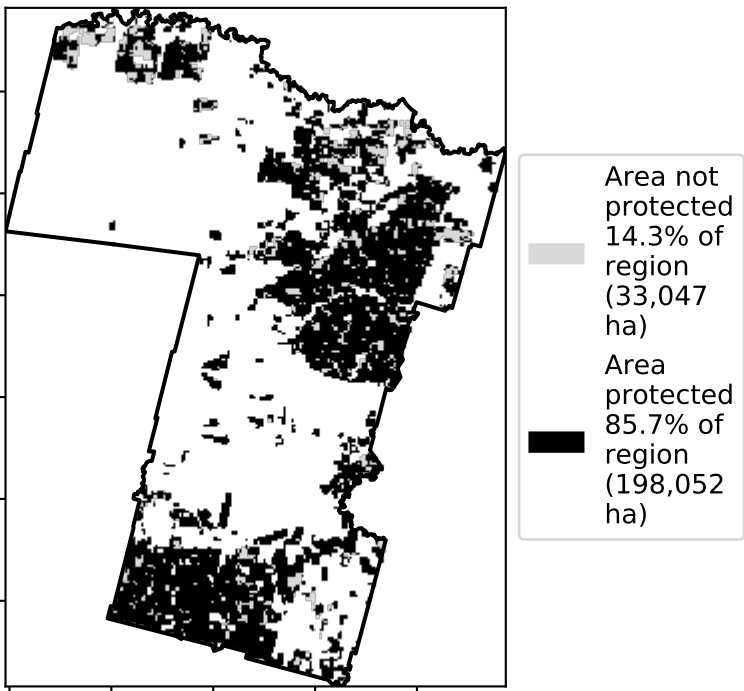 Area not
protected
14.3% of
region
(33,047
ha)
Area
protected
85.7% of
region
(198,052
ha)